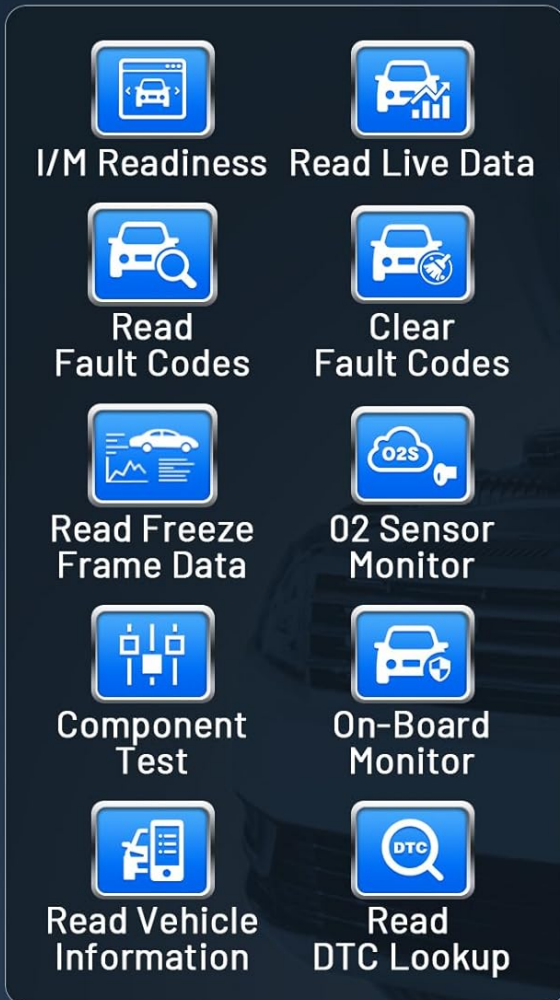 I/M Readiness
Read Live Data
Read
Fault Codes
Clear
Fault Codes
Read Freeze
Frame Data
O2S
O2 Sensor
Monitor
Component
Test
On-Board
Monitor
Read Vehicle
Information
DTC
Read
DTC Lookup